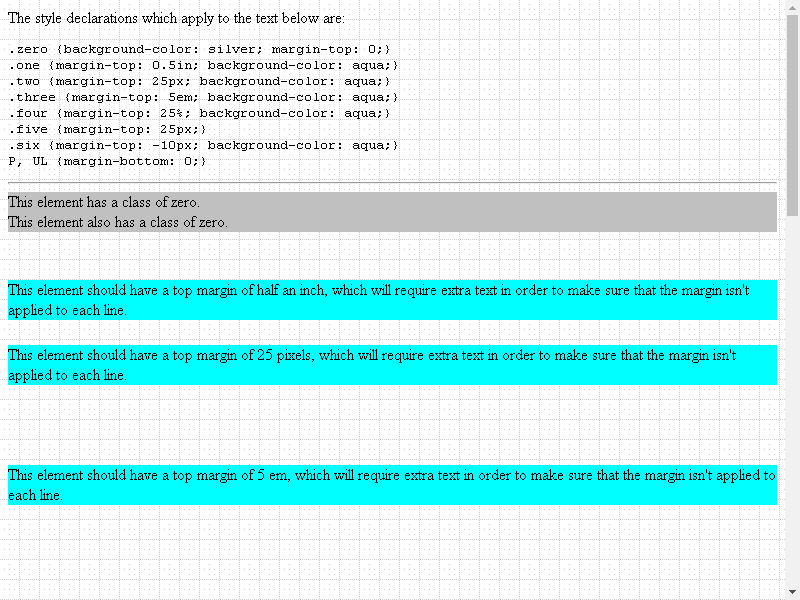 The style declarations which apply to the text below are:
.zero {background-color: silver; margin-top: 0;}
.one {margin-top: 0.5in; background-color: aqua;}
.two {margin-top: 25px; background-color: aqua;}
.three {margin-top: 5em; background-color: aqua;}
.four {margin-top: 25%; background-color: aqua;}
.five {margin-top: 25px;}
.six {margin-top: -10px; background-color: aqua;}
P, UL {margin-bottom: 0;}
This element has a class of zero.
This element also has a class of zero.
This element should have a top margin of half an inch, which will require extra text in order to make sure that the margin isn't
applied to each line.
This element should have a top margin of 25 pixels, which will require extra text in order to make sure that the margin isn't
applied to each line.
This element should have a top margin of 5 em, which will require extra text in order to make sure that the margin isn't applied to
each line.